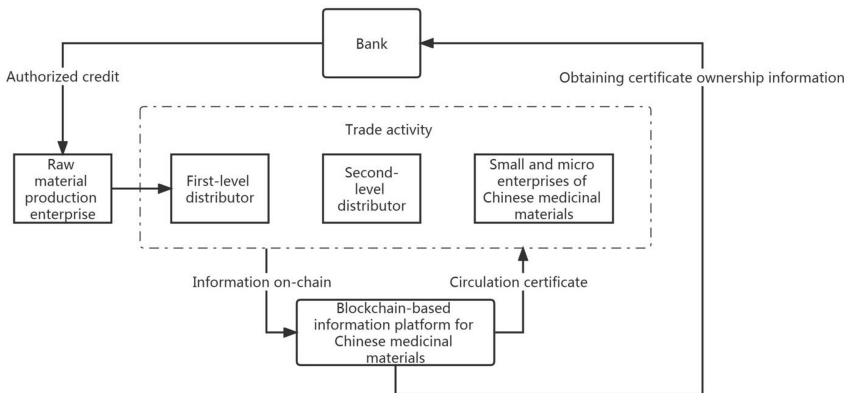 Bank
Authorized credit
Obtaining certificate ownership information
Trade activity
Raw
material
production
enterprise
First-level
distributor
Second-
level
distributor
Small and micro
enterprises of
Chinese medicinal
materials
Information on-chain
Circulation certificate
Blockchain-based
information platform for
Chinese medicinal
materials